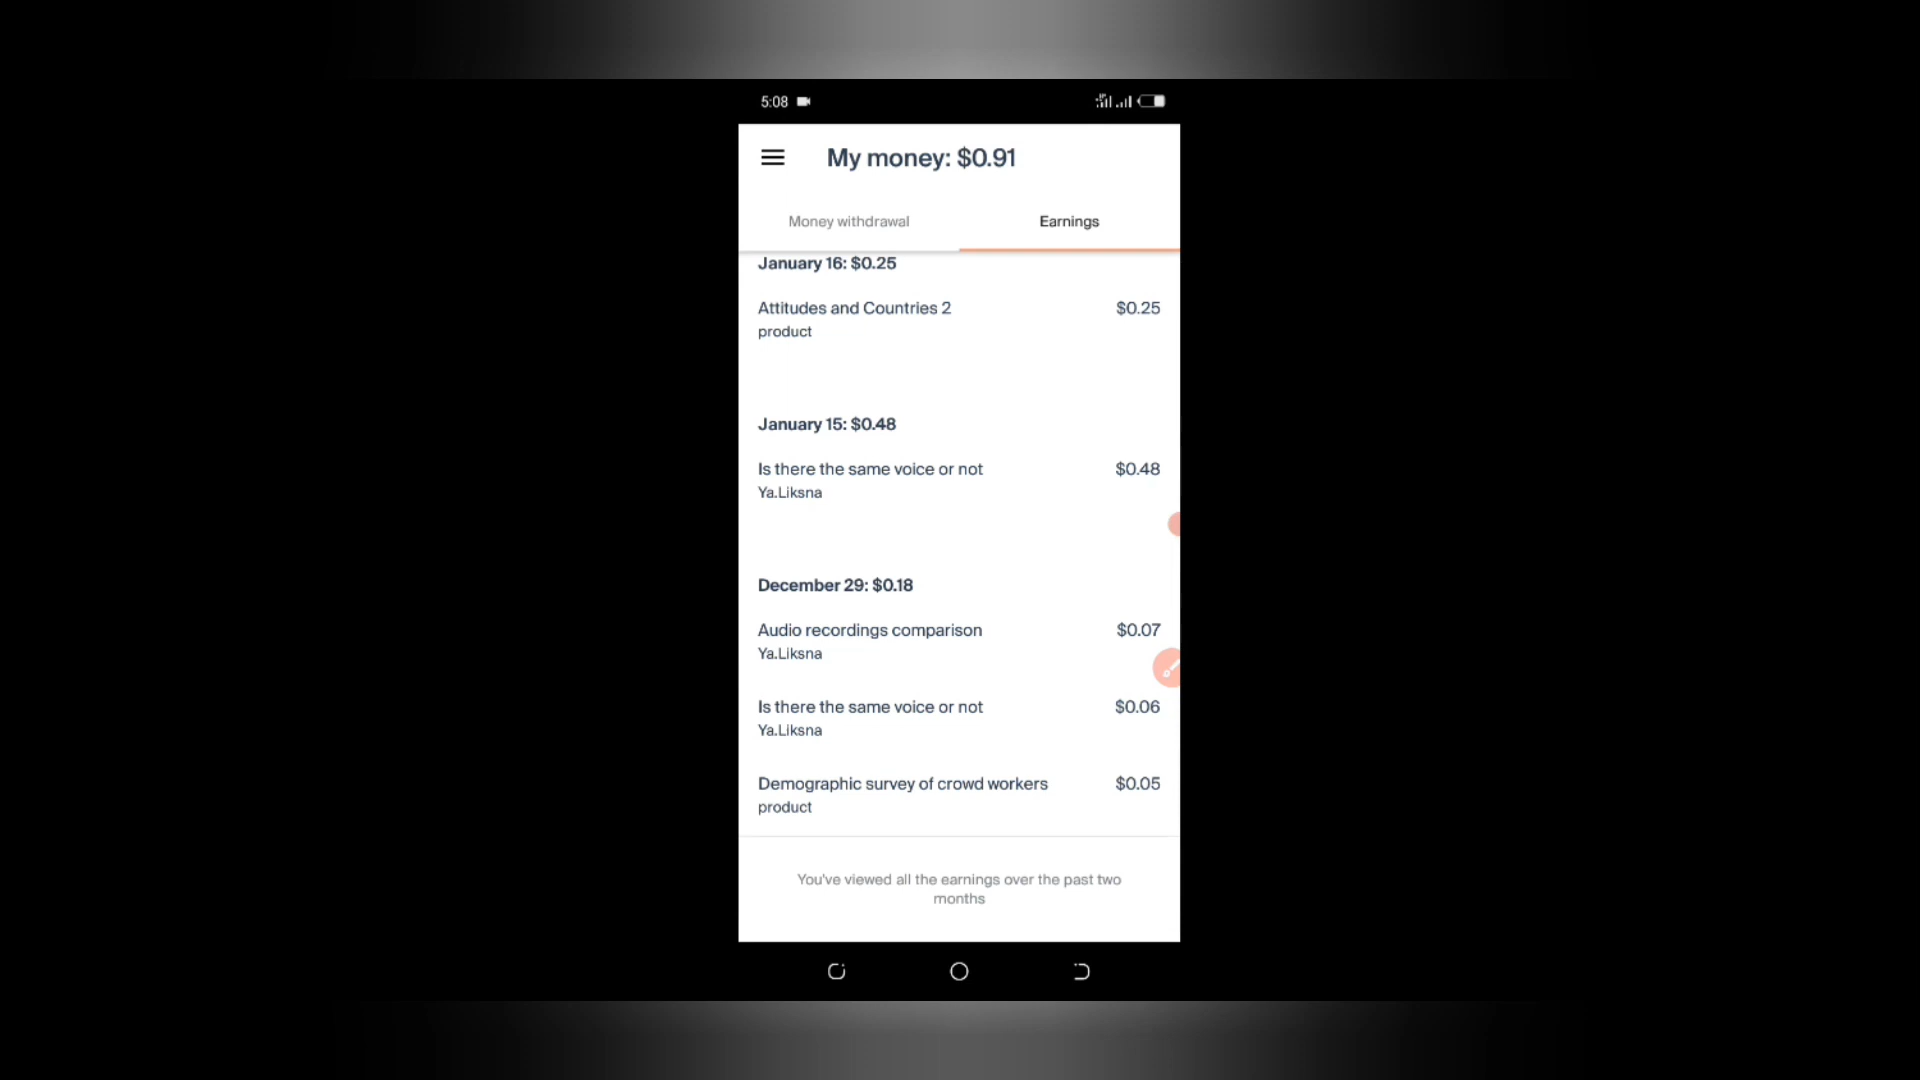 5:08
My money: $0.91
Money withdrawal
Earnings
January 16: $0.25
Attitudes and Countries 2 $0.25
product
January 15: $0.48
Is there the same voice or not $0.48
Ya.Liksna
December 29: $0.18
Audio recordings comparison $0.07
Ya.Liksna
Is there the same voice or not $0.06
Ya.Liksna
Demographic survey of crowd workers $0.05
product
You've viewed all the earnings over the past two
months